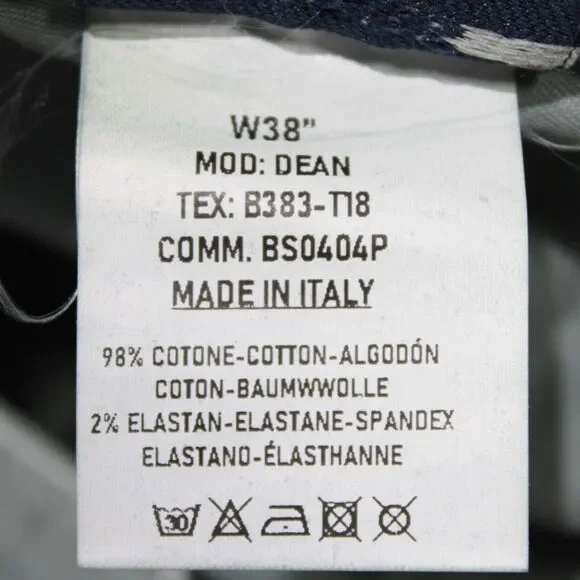 W38"
MOD: DEAN
TEX: B383-T18
COMM. BS0404P
MADE IN ITALY
98% COTONE-COTTON-ALGODÓN
COTON-BAUMWWOLLE
2% ELASTAN-ELASTANE-SPANDEX
ELASTANO-ÉLASTHANNE
30